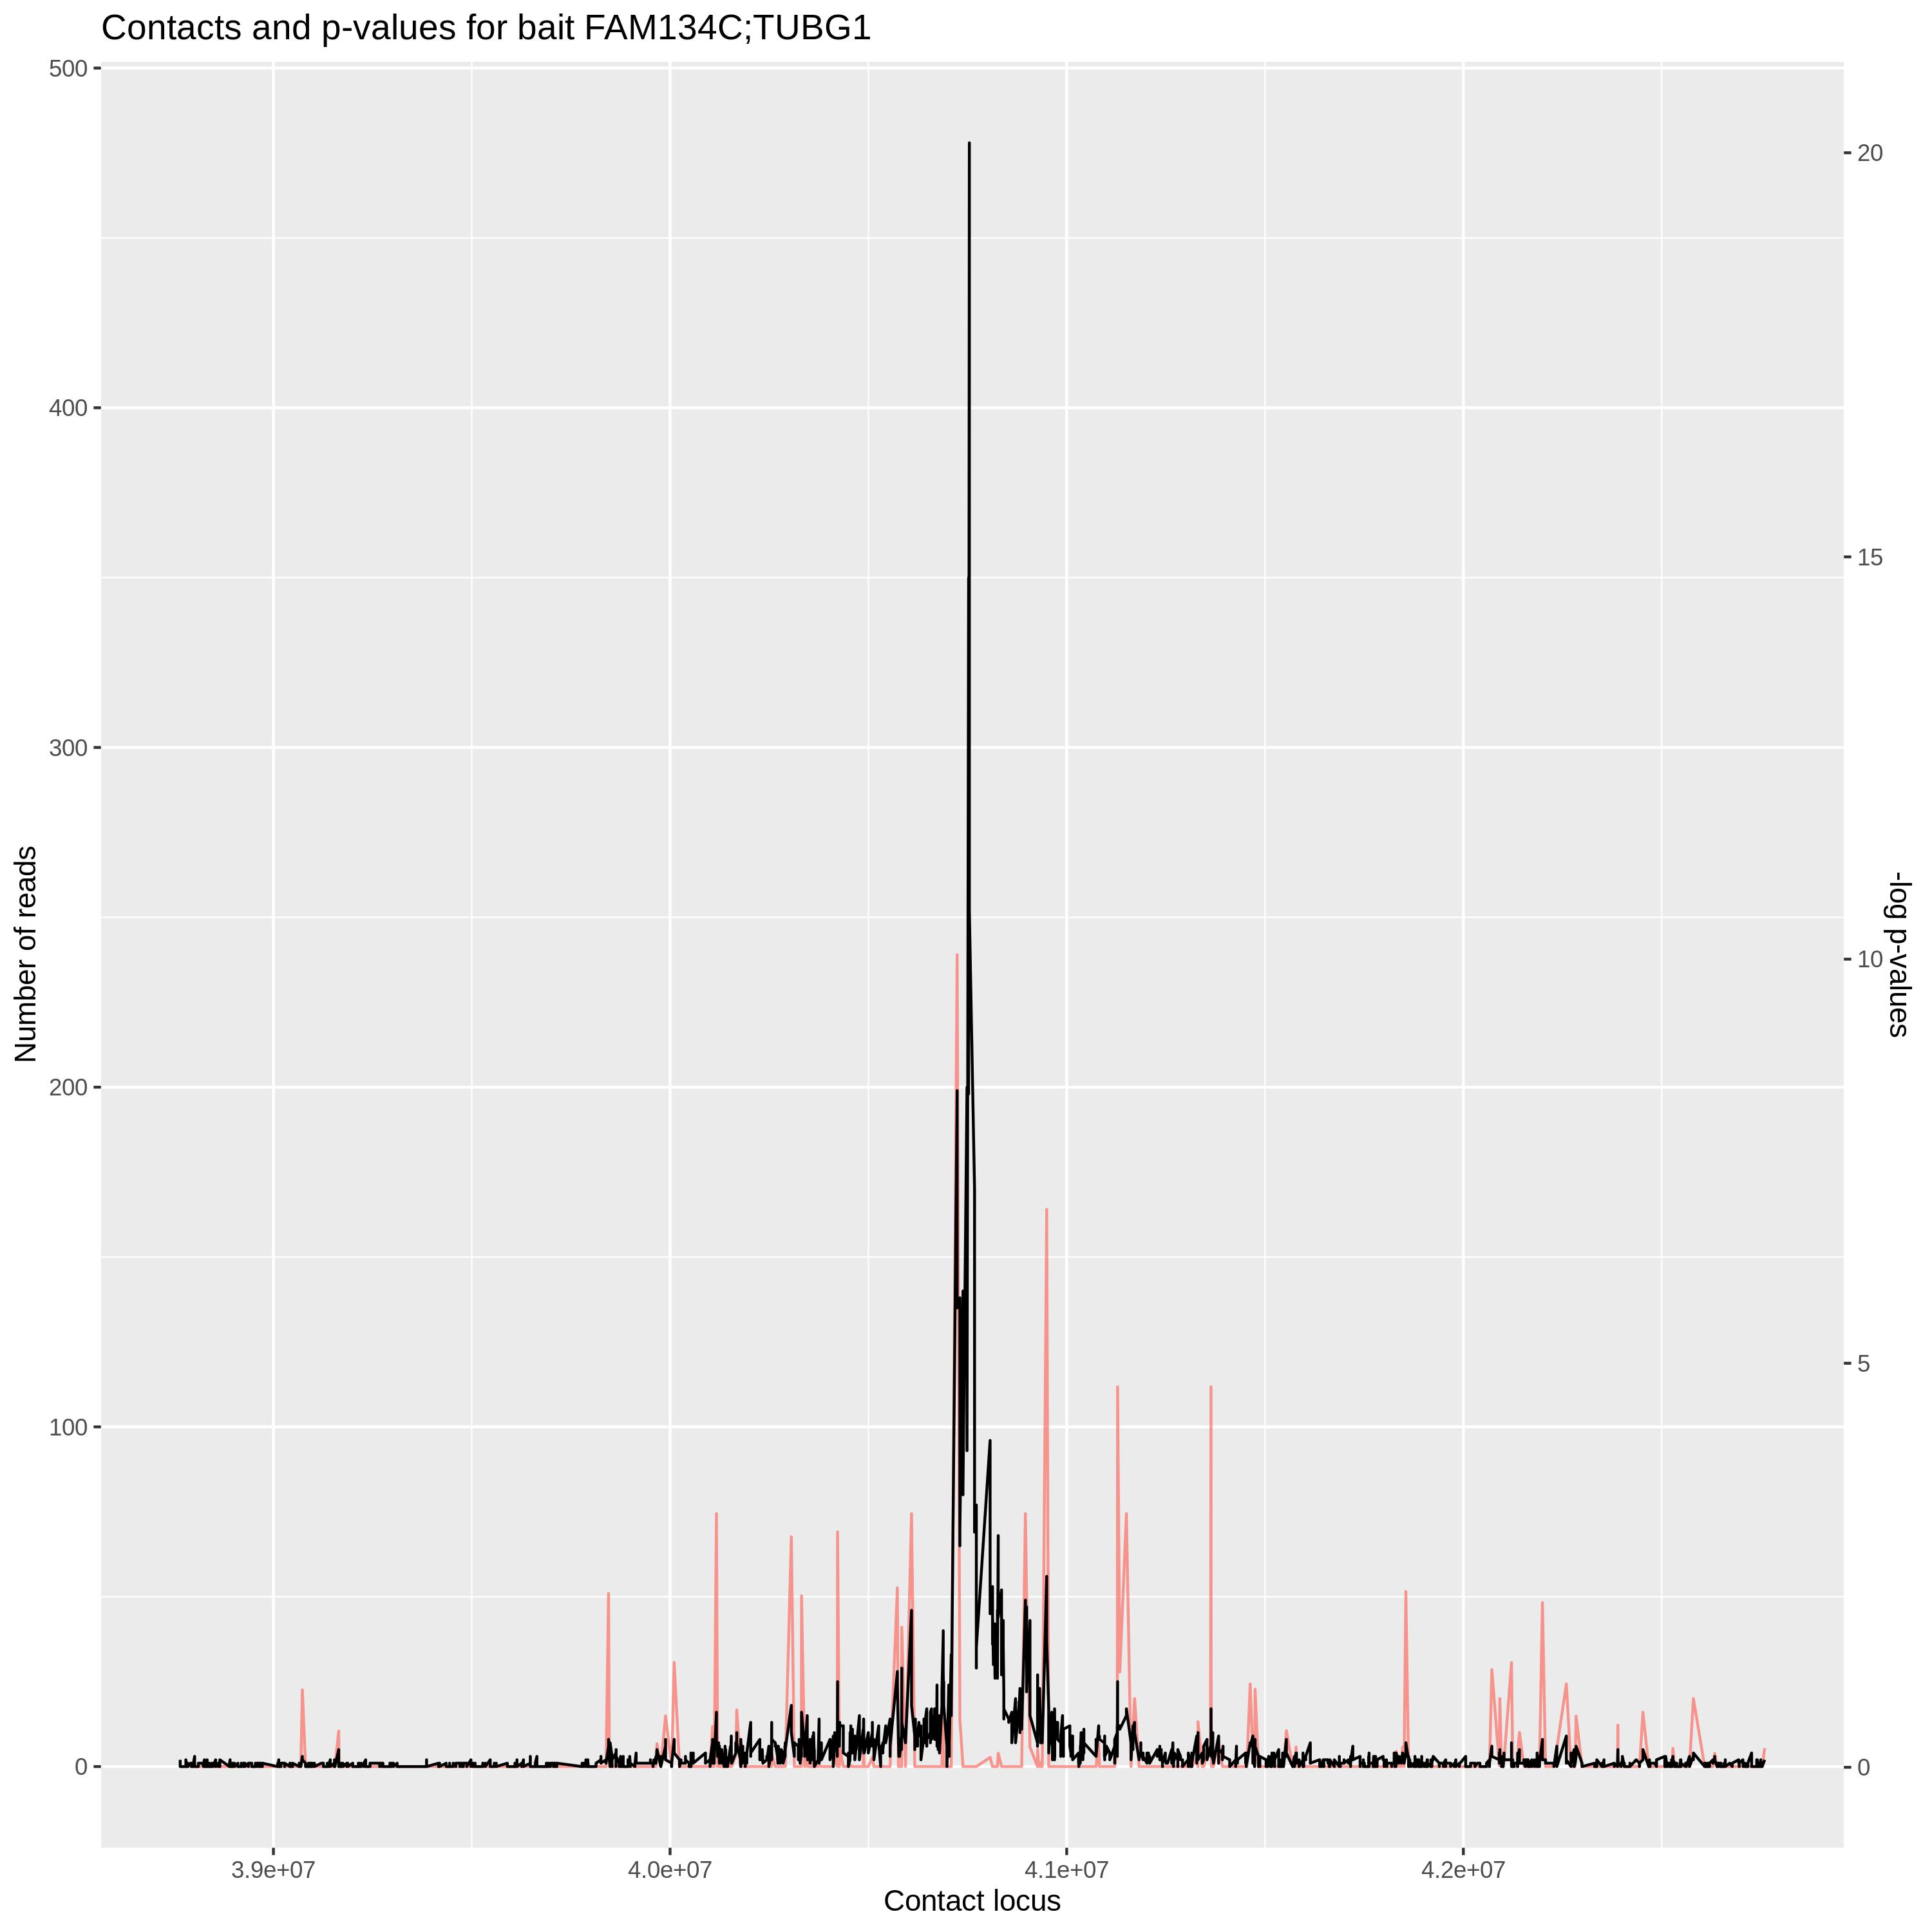 Contacts and p-values for bait FAM134C;TUBG1
500
400
300
200
100
0
Number of reads
20
15
10
5
0
-log p-values
3.9e+07
4.0e+07
4.1e+07
4.2e+07
Contact locus